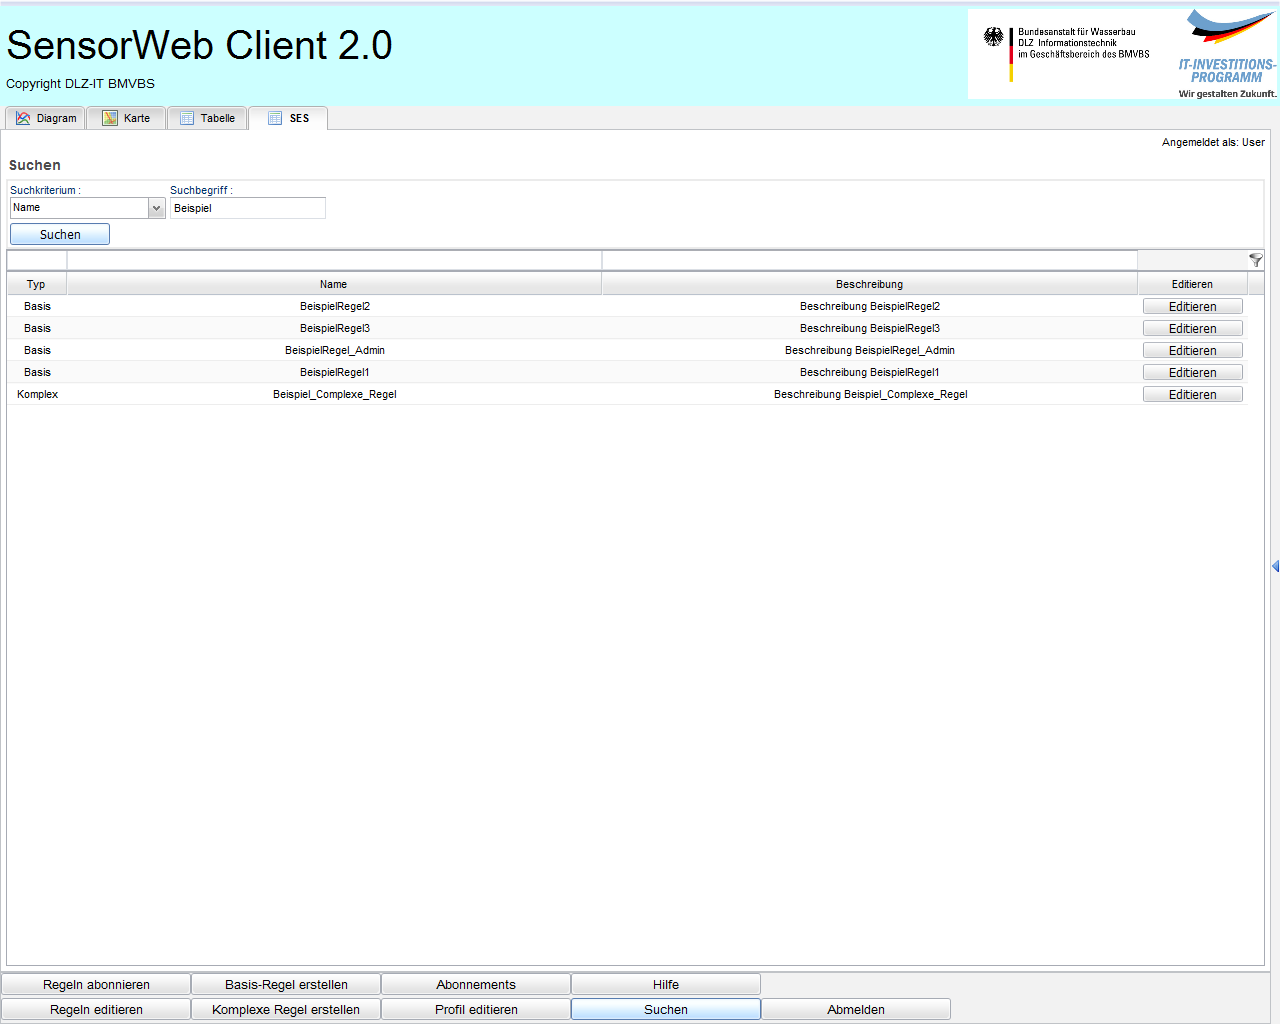 SensorWeb Client 2.0
Copyright DLZ-IT BMVBS
Bundesanstalt für Wasserbau
DLZ Informationstechnik
im Geschäftsbereich des BMVBS
IT-INVESTITIONS-
PROGRAMM
Wir gestalten Zukunft.
Diagram Karte Tabelle SES
Angemeldet als: User
Suchen
Suchkriterium : Suchbegriff :
Name Beispiel
Suchen
Typ Name Beschreibung Editieren
Basis BeispielRegel2 Beschreibung BeispielRegel2 Editieren
Basis BeispielRegel3 Beschreibung BeispielRegel3 Editieren
Basis BeispielRegel_Admin Beschreibung BeispielRegel_Admin Editieren
Basis BeispielRegel1 Beschreibung BeispielRegel1 Editieren
Komplex Beispiel_Complexe_Regel Beschreibung Beispiel_Complexe_Regel Editieren
Regeln abonnieren Basis-Regel erstellen Abonnements Hilfe
Regeln editieren Komplexe Regel erstellen Profil editieren Suchen Abmelden